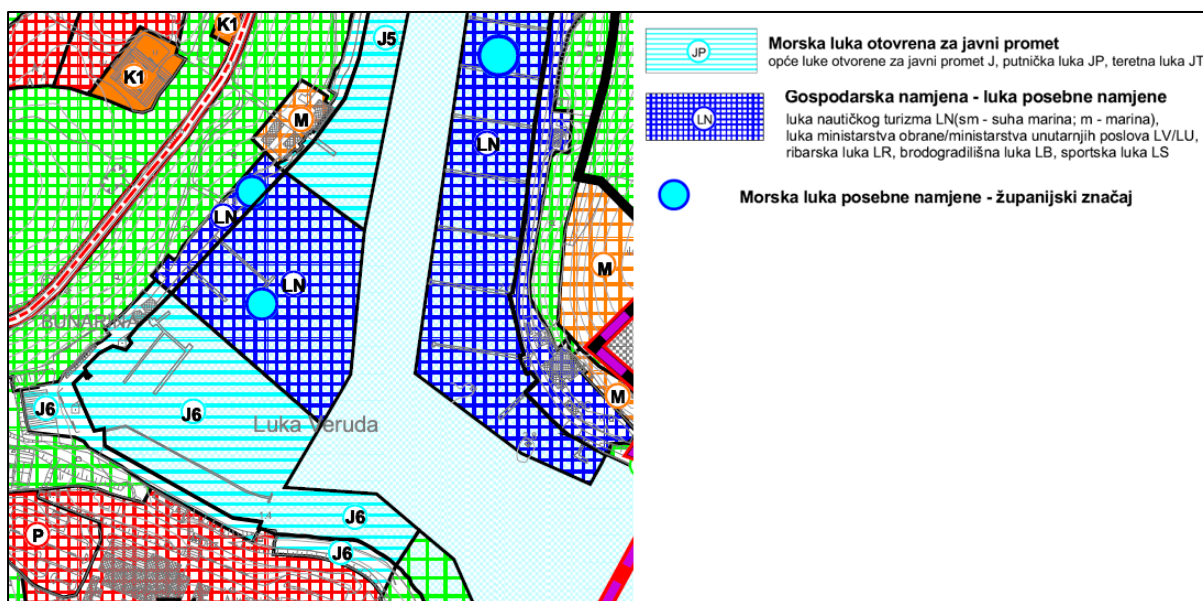 K1
K1
J5
M
LN
LN
LN
M
M
BUNARINA
J6
J6
Luka Veruda
J6
J6
P
JP
Morska luka otovrena za javni promet
opće luke otvorene za javni promet J, putnička luka JP, teretna luka JT
LN
Gospodarska namjena - luka posebne namjene
luka nautičkog turizma LN(sm - suha marina; m - marina),
luka ministarstva obrane/ministarstva unutarnjih poslova LV/LU,
ribarska luka LR, brodogradilišna luka LB, sportska luka LS
Morska luka posebne namjene - županijski značaj